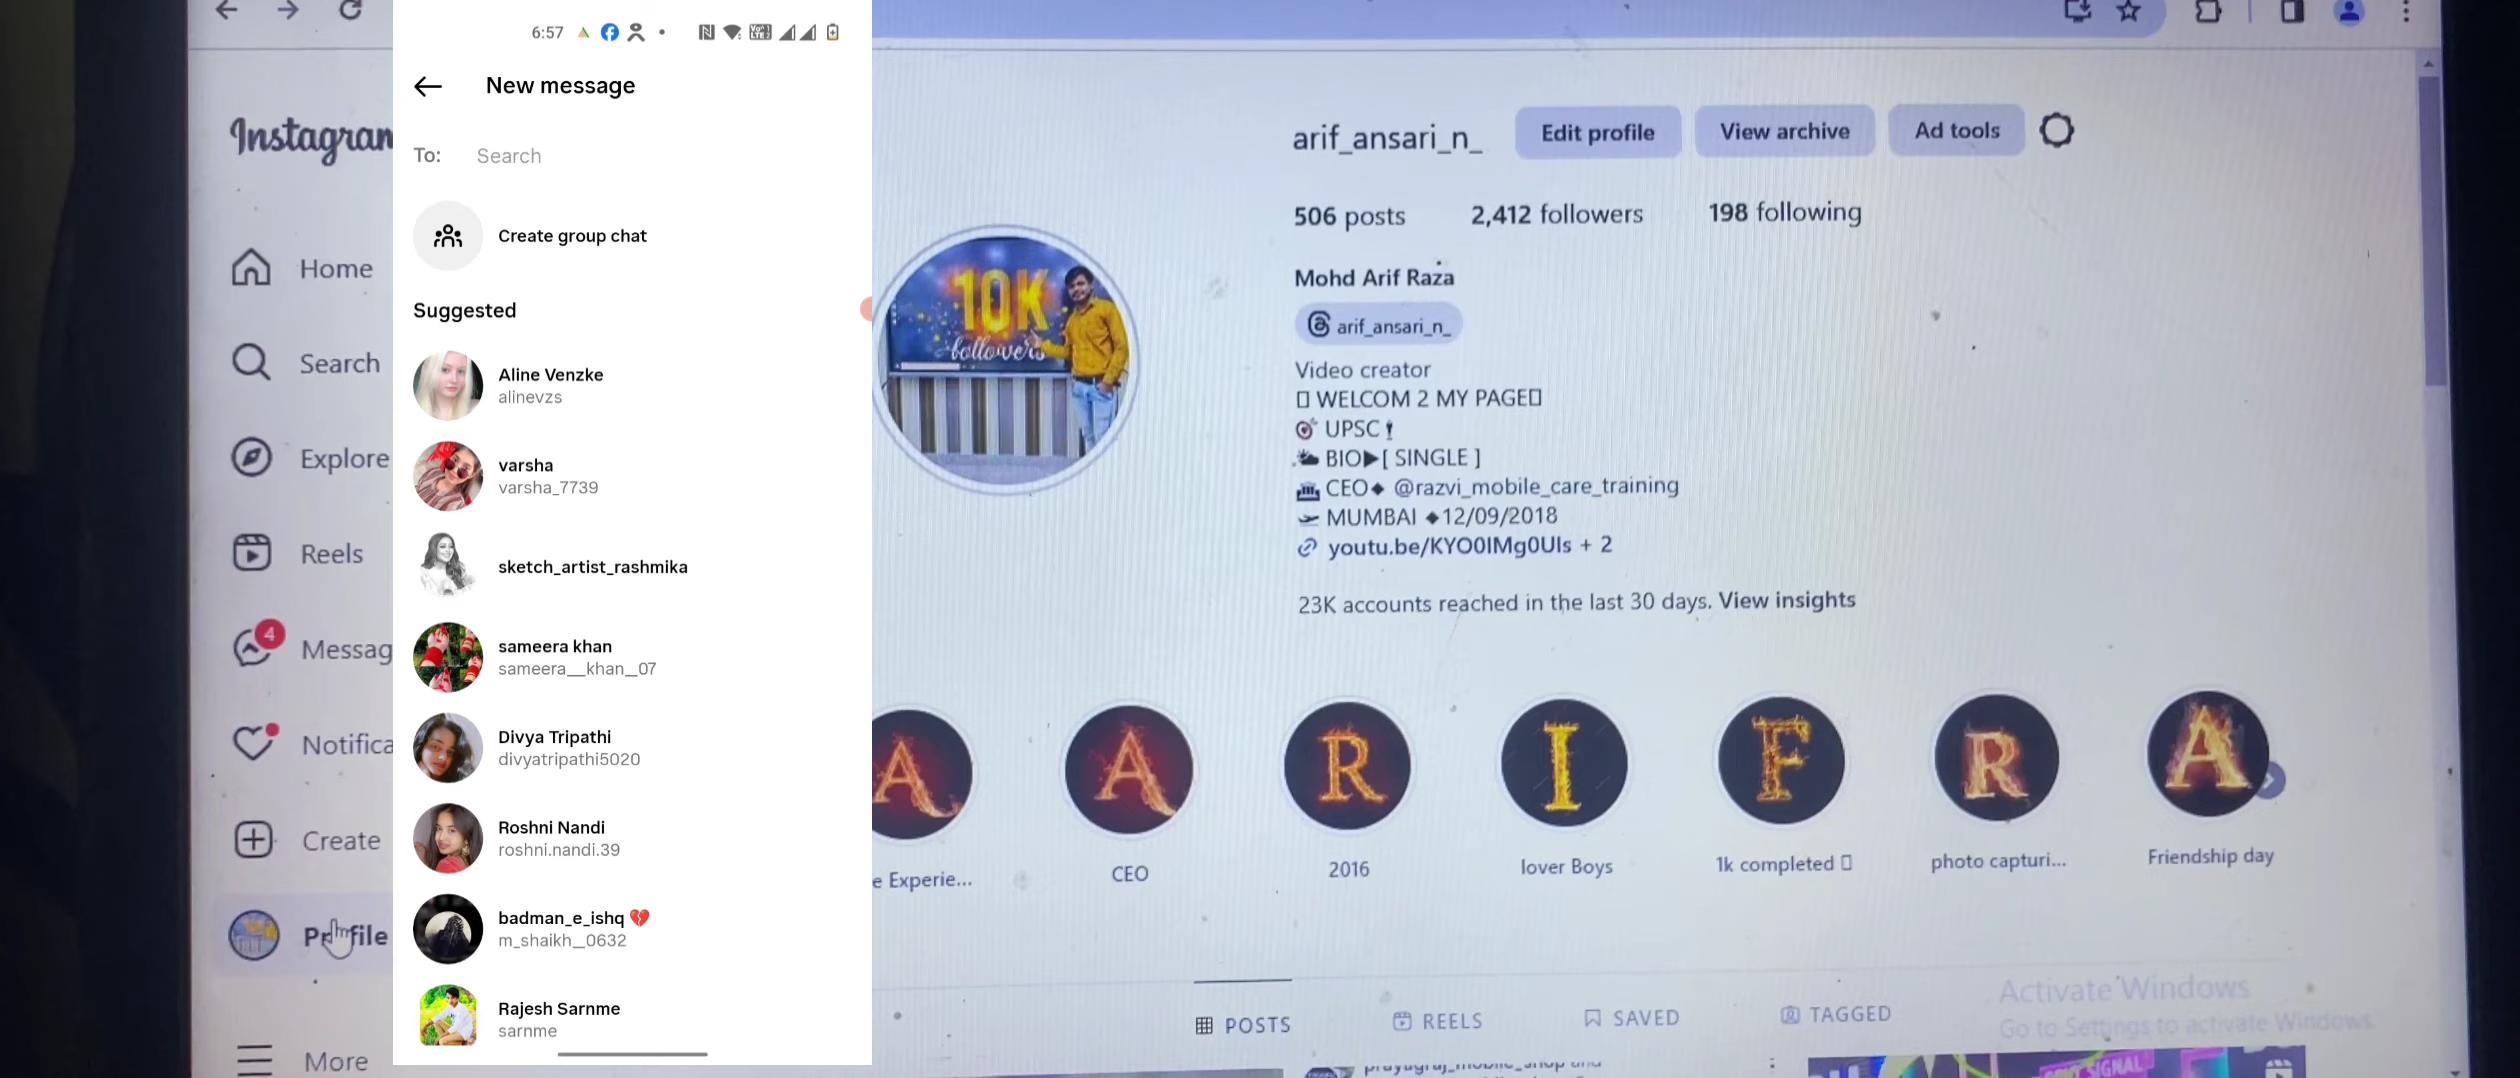 Instagram
Home
Search
Explore
Reels
4
Messag
Notifica
Create
Profile
More
6:57
New message
To: Search
Create group chat
Suggested
Aline Venzke
alinevzs
varsha
varsha_7739
sketch_artist_rashmika
sameera khan
sameera__khan__07
Divya Tripathi
divyatripathi5020
Roshni Nandi
roshni.nandi.39
badman_e_ishq 💔
m_shaikh__0632
Rajesh Sarnme
sarnme
arif_ansari_n_ Edit profile View archive Ad tools
506 posts 2,412 followers 198 following
10K
followers
Mohd Arif Raza
arif_ansari_n_
Video creator
WELCOM 2 MY PAGE
UPSC
BIO▶[ SINGLE ]
CEO◆ @razvi_mobile_care_training
MUMBAI ◆12/09/2018
youtu.be/KYO0IMg0UIs + 2
23K accounts reached in the last 30 days. View insights
A A R I F R A
e Experie... CEO 2016 lover Boys 1k completed photo capturi... Friendship day
Activate Windows
Go to Settings to activate Windows.
POSTS REELS SAVED TAGGED
SIGNAL